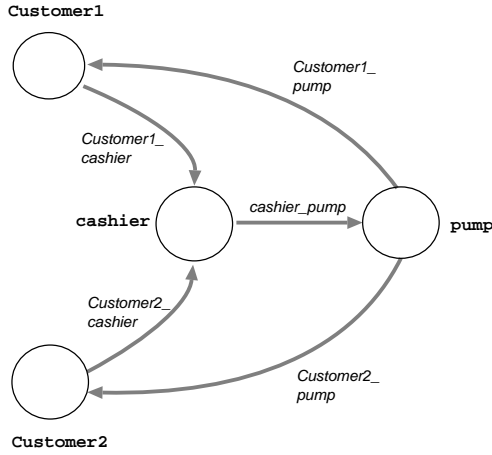 Customer1
Customer1_
pump
Customer1_
cashier
cashier_pump
cashier
pump
Customer2_
cashier
Customer2_
pump
Customer2